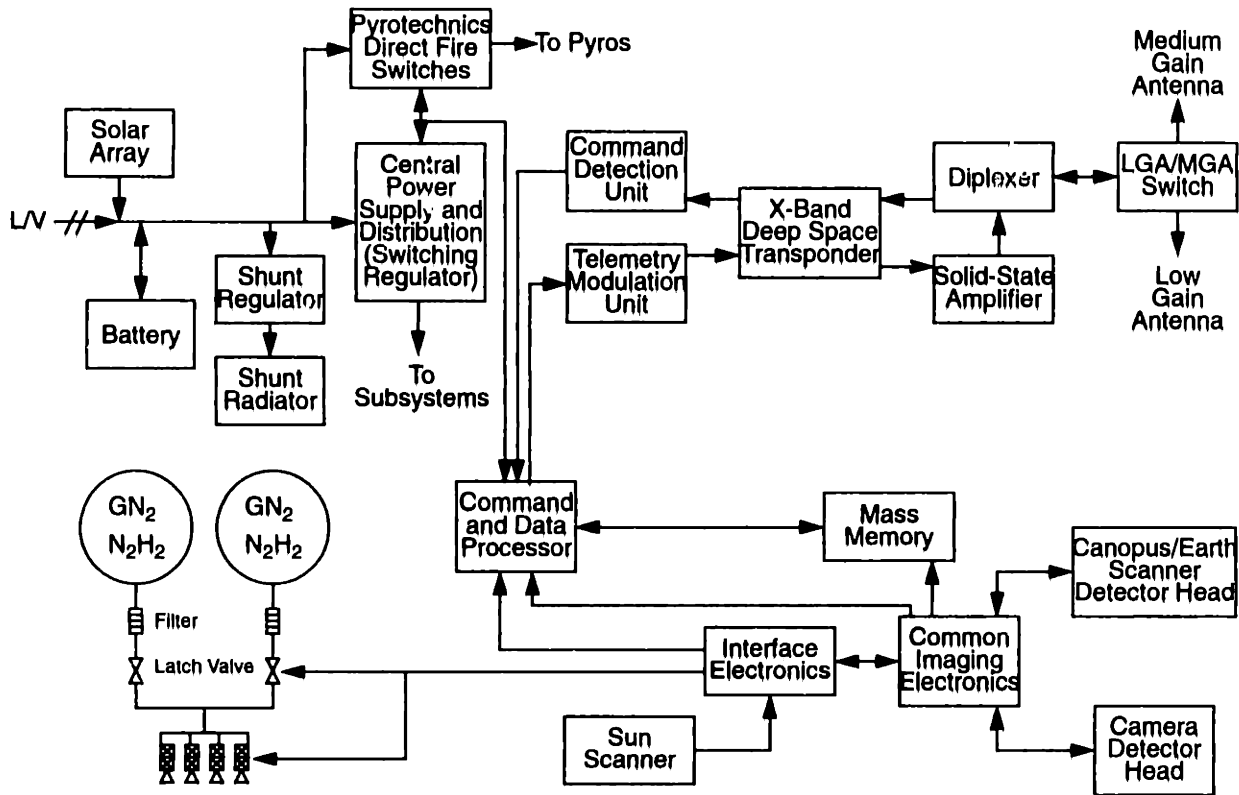 Pyrotechnics
Direct Fire
Switches
To Pyros
Medium
Gain
Antenna
Solar
Array
L/V
Central
Power
Supply and
Distribution
(Switching
Regulator)
Command
Detection
Unit
X-Band
Deep Space
Transponder
Diplexer
LGA/MGA
Switch
Shunt
Regulator
Telemetry
Modulation
Unit
Solid-State
Amplifier
Low
Gain
Antenna
Battery
Shunt
Radiator
To
Subsystems
GN2
N2H2
GN2
N2H2
Command
and Data
Processor
Mass
Memory
Canopus/Earth
Scanner
Detector Head
Filter
Latch Valve
Interface
Electronics
Common
Imaging
Electronics
Sun
Scanner
Camera
Detector
Head